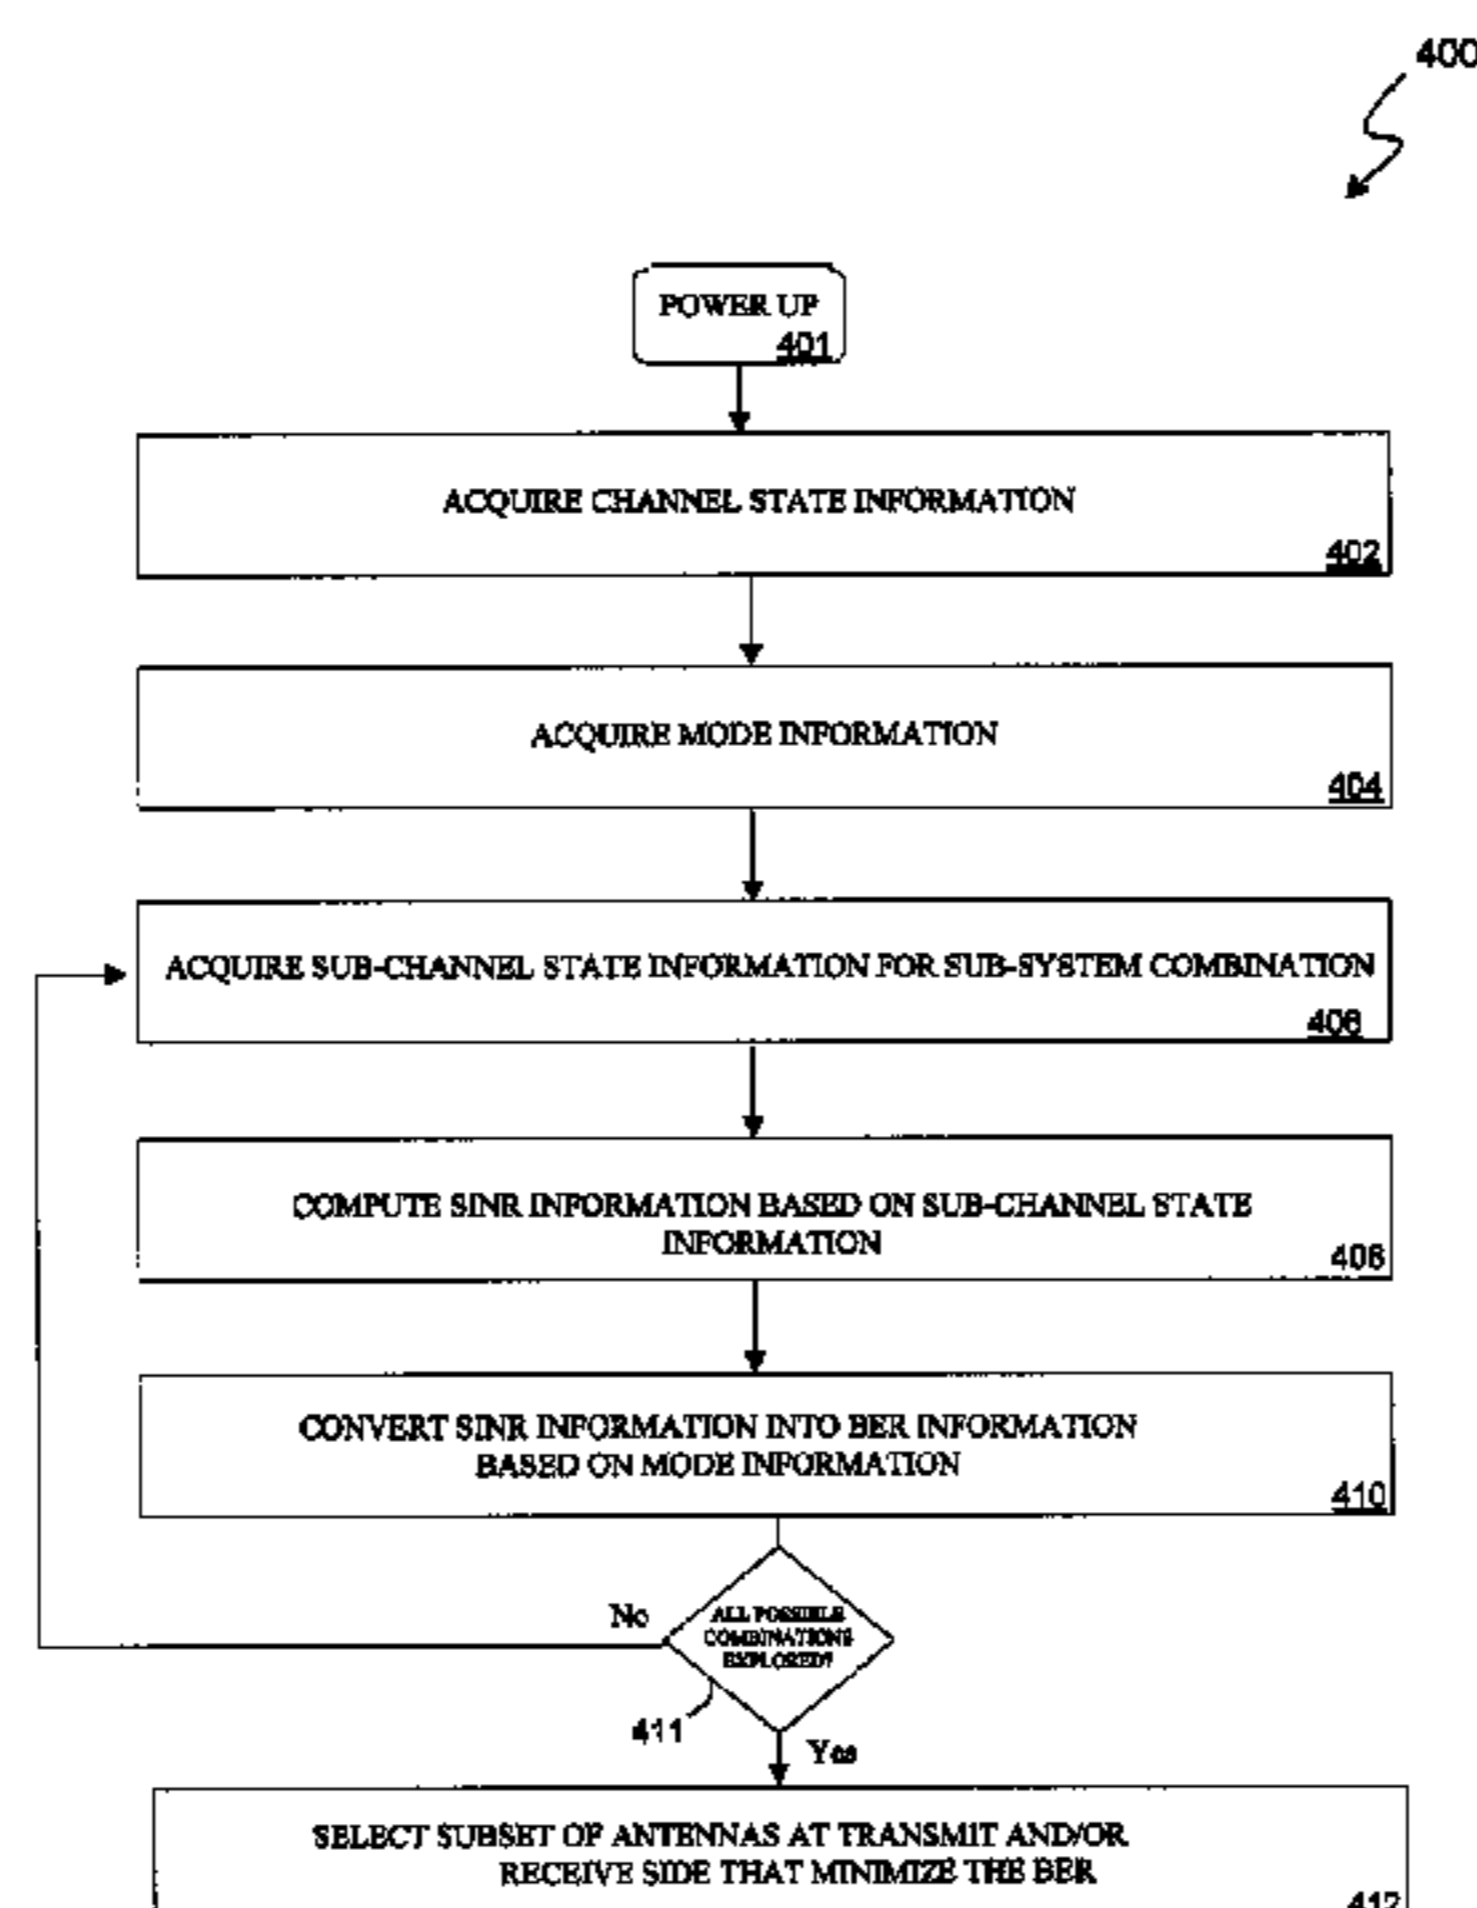 400
POWER UP
401
ACQUIRE CHANNEL STATE INFORMATION
402
ACQUIRE MODE INFORMATION
404
ACQUIRE SUB-CHANNEL STATE INFORMATION FOR SUB-SYSTEM COMBINATION
406
COMPUTE SINR INFORMATION BASED ON SUB-CHANNEL STATE
INFORMATION
408
CONVERT SINR INFORMATION INTO BER INFORMATION
BASED ON MODE INFORMATION
410
No
ALL POSSIBLE
COMBINATIONS
EXPLORED?
411
Yes
SELECT SUBSET OF ANTENNAS AT TRANSMIT AND/OR
RECEIVE SIDE THAT MINIMIZE THE BER
412